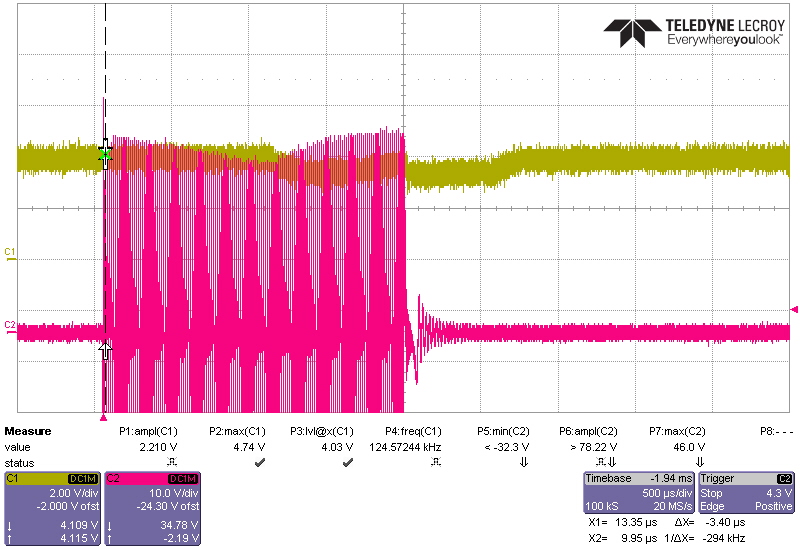 TELEDYNE LECROY
Everywhereyoulook™
C1
C2
Measure P1:ampl(C1) P2:max(C1) P3:lvl@x(C1) P4:freq(C1) P5:min(C2) P6:ampl(C2) P7:max(C2) P8:- - -
value 2.210 V 4.74 V 4.03 V 124.57244 kHz < -32.3 V > 78.22 V 46.0 V
status
C1 DC1M
2.00 V/div
-2.000 V ofst
4.109 V
4.115 V
C2 DC1M
10.0 V/div
-24.30 V ofst
34.78 V
-2.19 V
Timebase -1.94 ms
500 µs/div
100 kS 20 MS/s
Trigger C2
Stop 4.3 V
Edge Positive
X1= 13.35 µs ΔX= -3.40 µs
X2= 9.95 µs 1/ΔX= -294 kHz